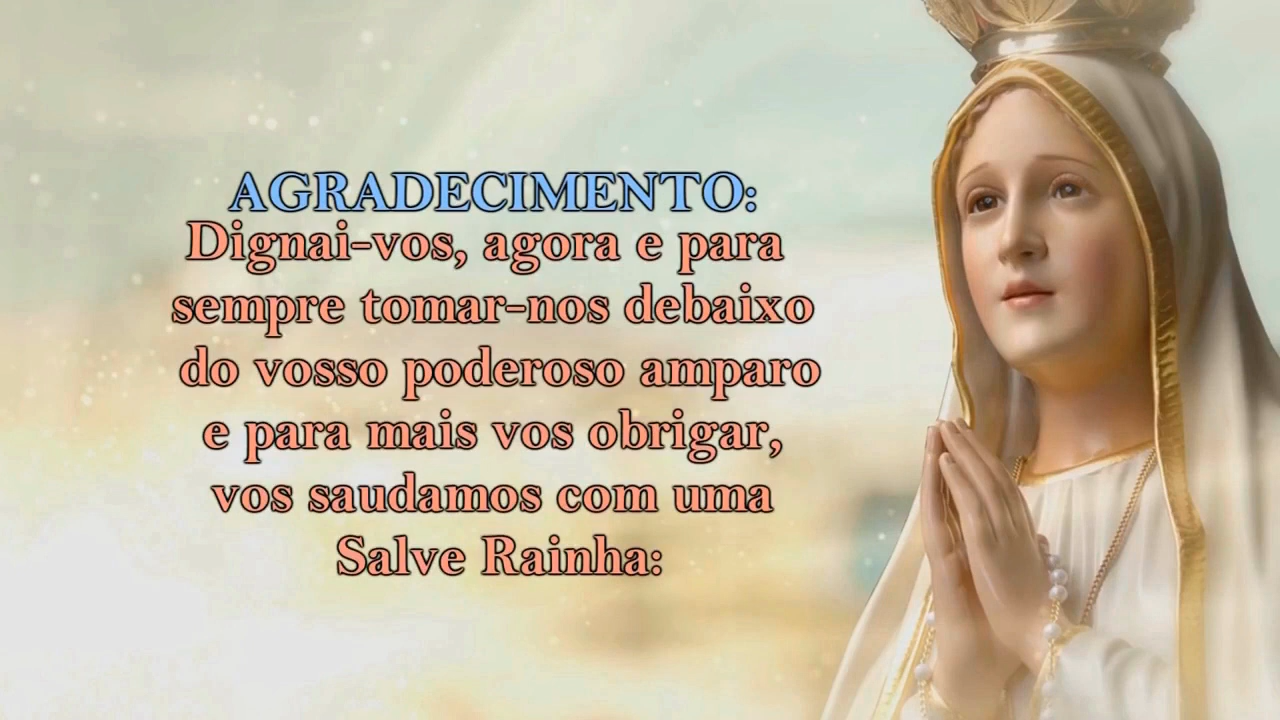 AGRADECIMENTO:
Dignai-vos, agora e para
sempre tomar-nos debaixo
do vosso poderoso amparo
e para mais vos obrigar,
vos saudamos com uma
Salve Rainha: